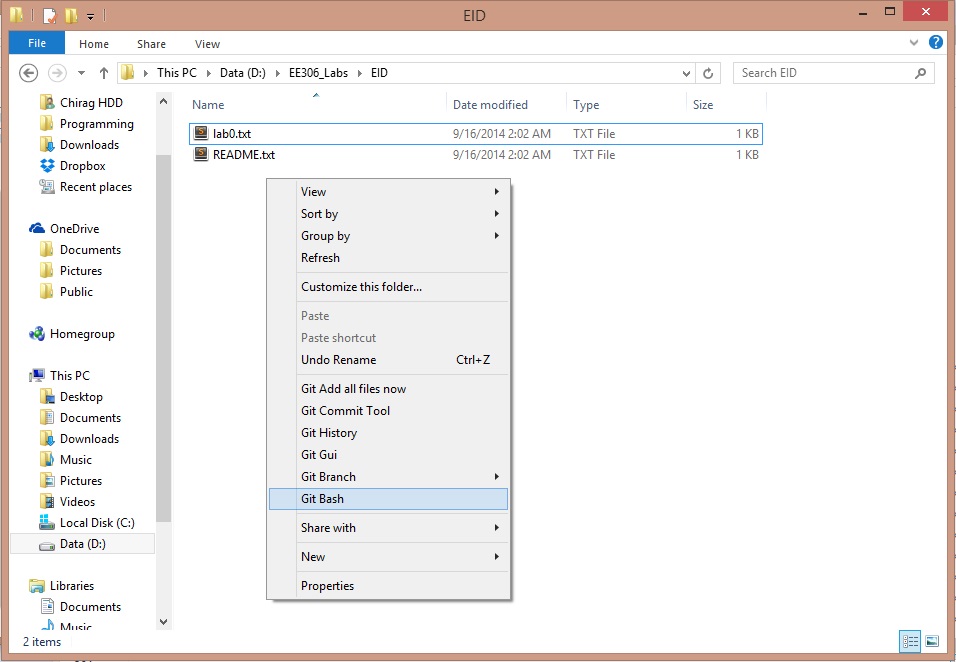 EID
File Home Share View
This PC Data (D:) EE306_Labs EID
Search EID
Name Date modified Type Size
lab0.txt 9/16/2014 2:02 AM TXT File 1 KB
README.txt 9/16/2014 2:02 AM TXT File 1 KB
Chirag HDD
Programming
Downloads
Dropbox
Recent places
OneDrive
Documents
Pictures
Public
Homegroup
This PC
Desktop
Documents
Downloads
Music
Pictures
Videos
Local Disk (C:)
Data (D:)
Libraries
Documents
Music
View
Sort by
Group by
Refresh
Customize this folder...
Paste
Paste shortcut
Undo Rename Ctrl+Z
Git Add all files now
Git Commit Tool
Git History
Git Gui
Git Branch
Git Bash
Share with
New
Properties
2 items